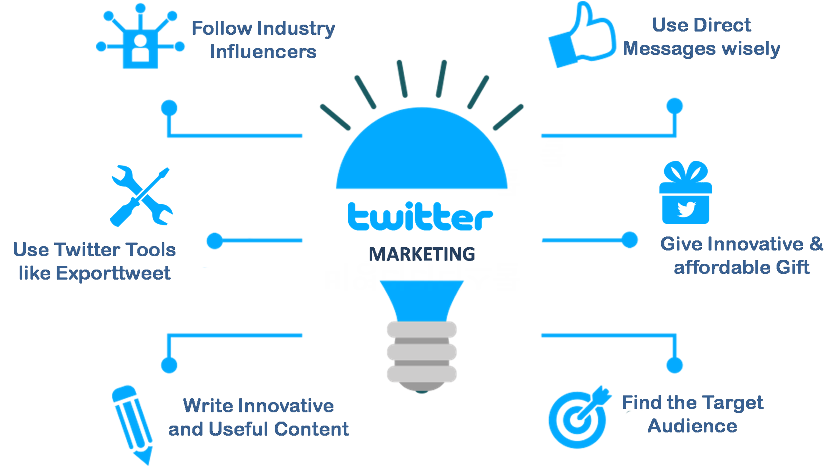 Follow Industry
Influencers
Use Direct
Messages wisely
twitter
MARKETING
Use Twitter Tools
like Exporttweet
Give Innovative &
affordable Gift
Write Innovative
and Useful Content
Find the Target
Audience